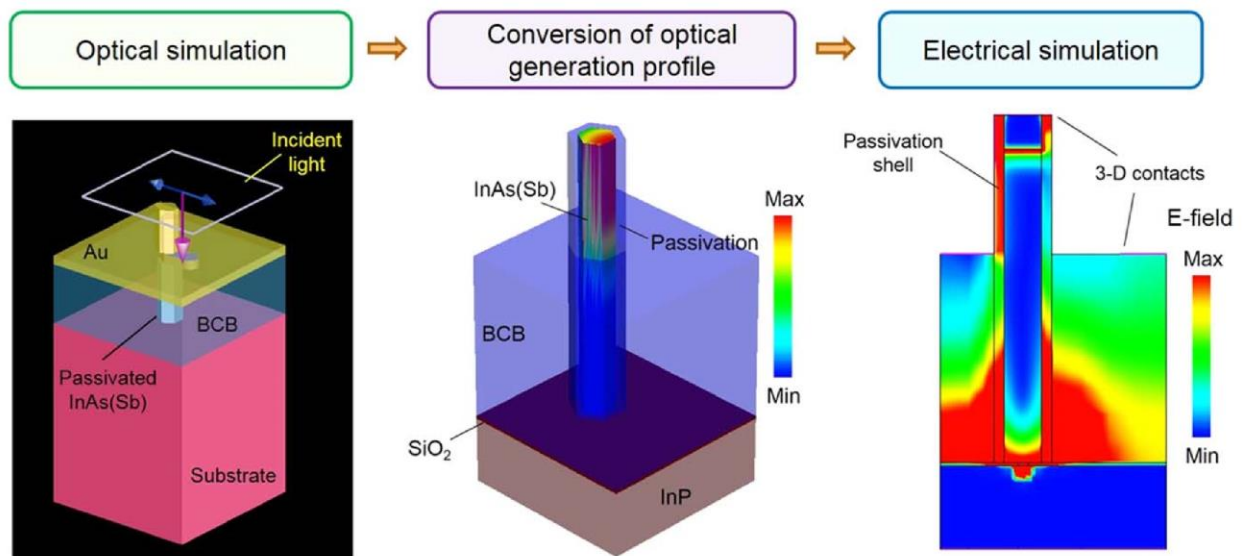 Optical simulation
Conversion of optical
generation profile
Electrical simulation
Incident
light
Au
BCB
Passivated
InAs(Sb)
Substrate
InAs(Sb)
Passivation
Max
Min
BCB
SiO₂
InP
Passivation
shell
3-D contacts
E-field
Max
Min